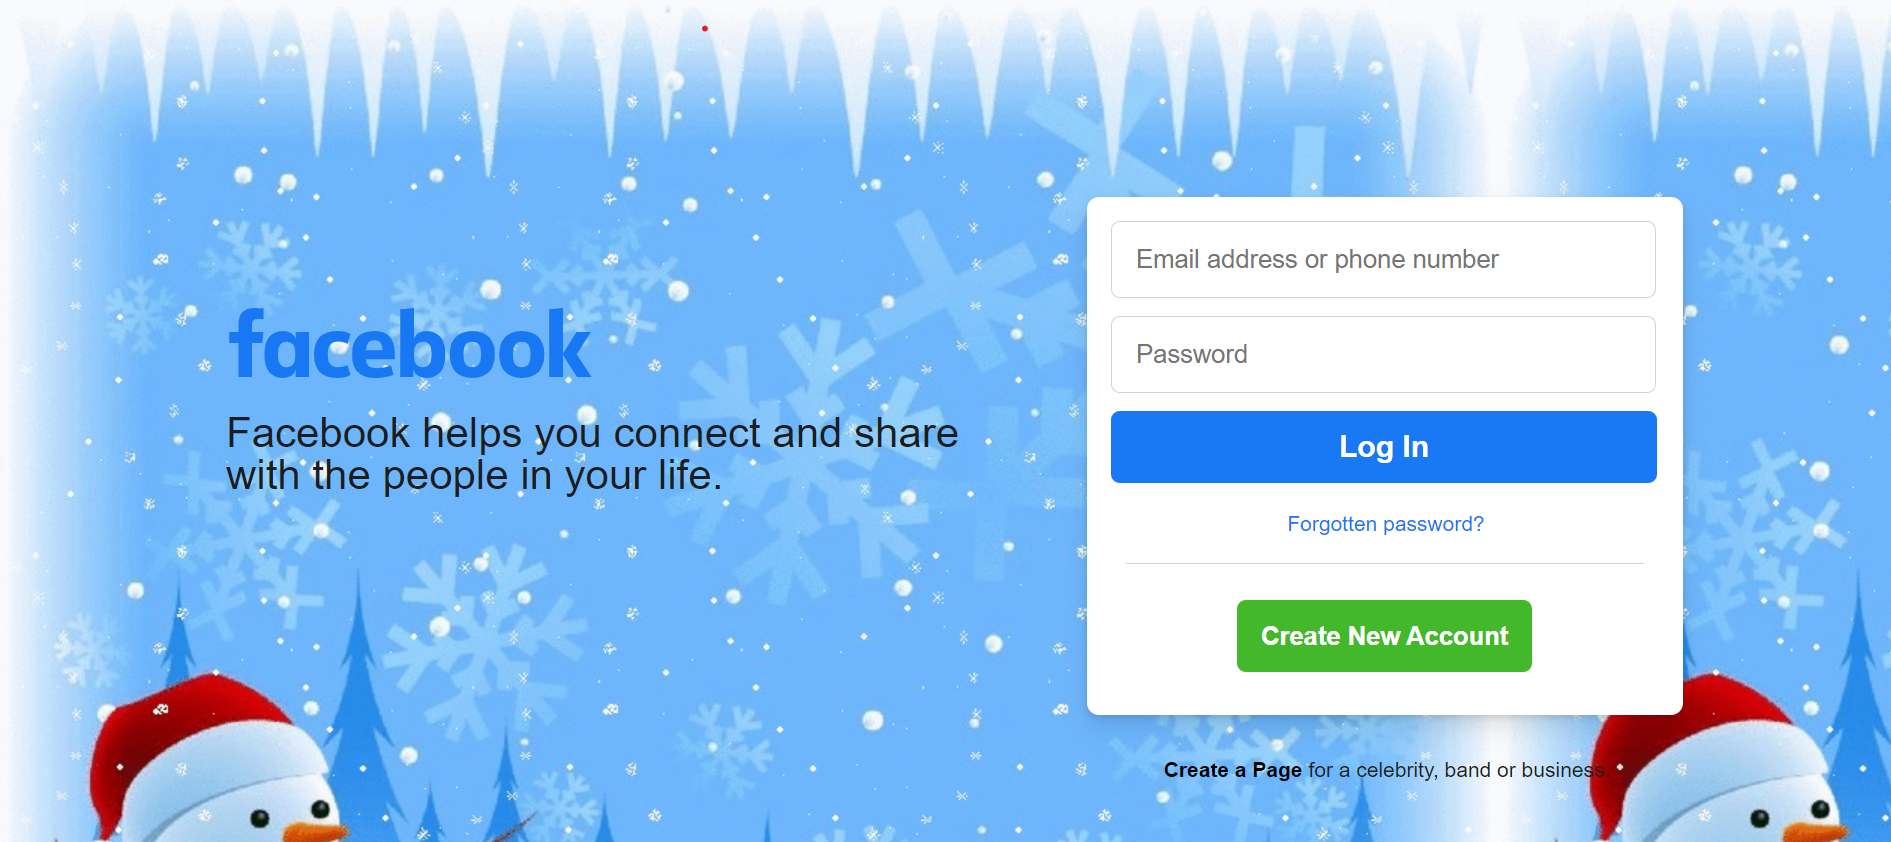 facebook
Facebook helps you connect and share
with the people in your life.
Email address or phone number
Password
Log In
Forgotten password?
Create New Account
Create a Page for a celebrity, band or business.